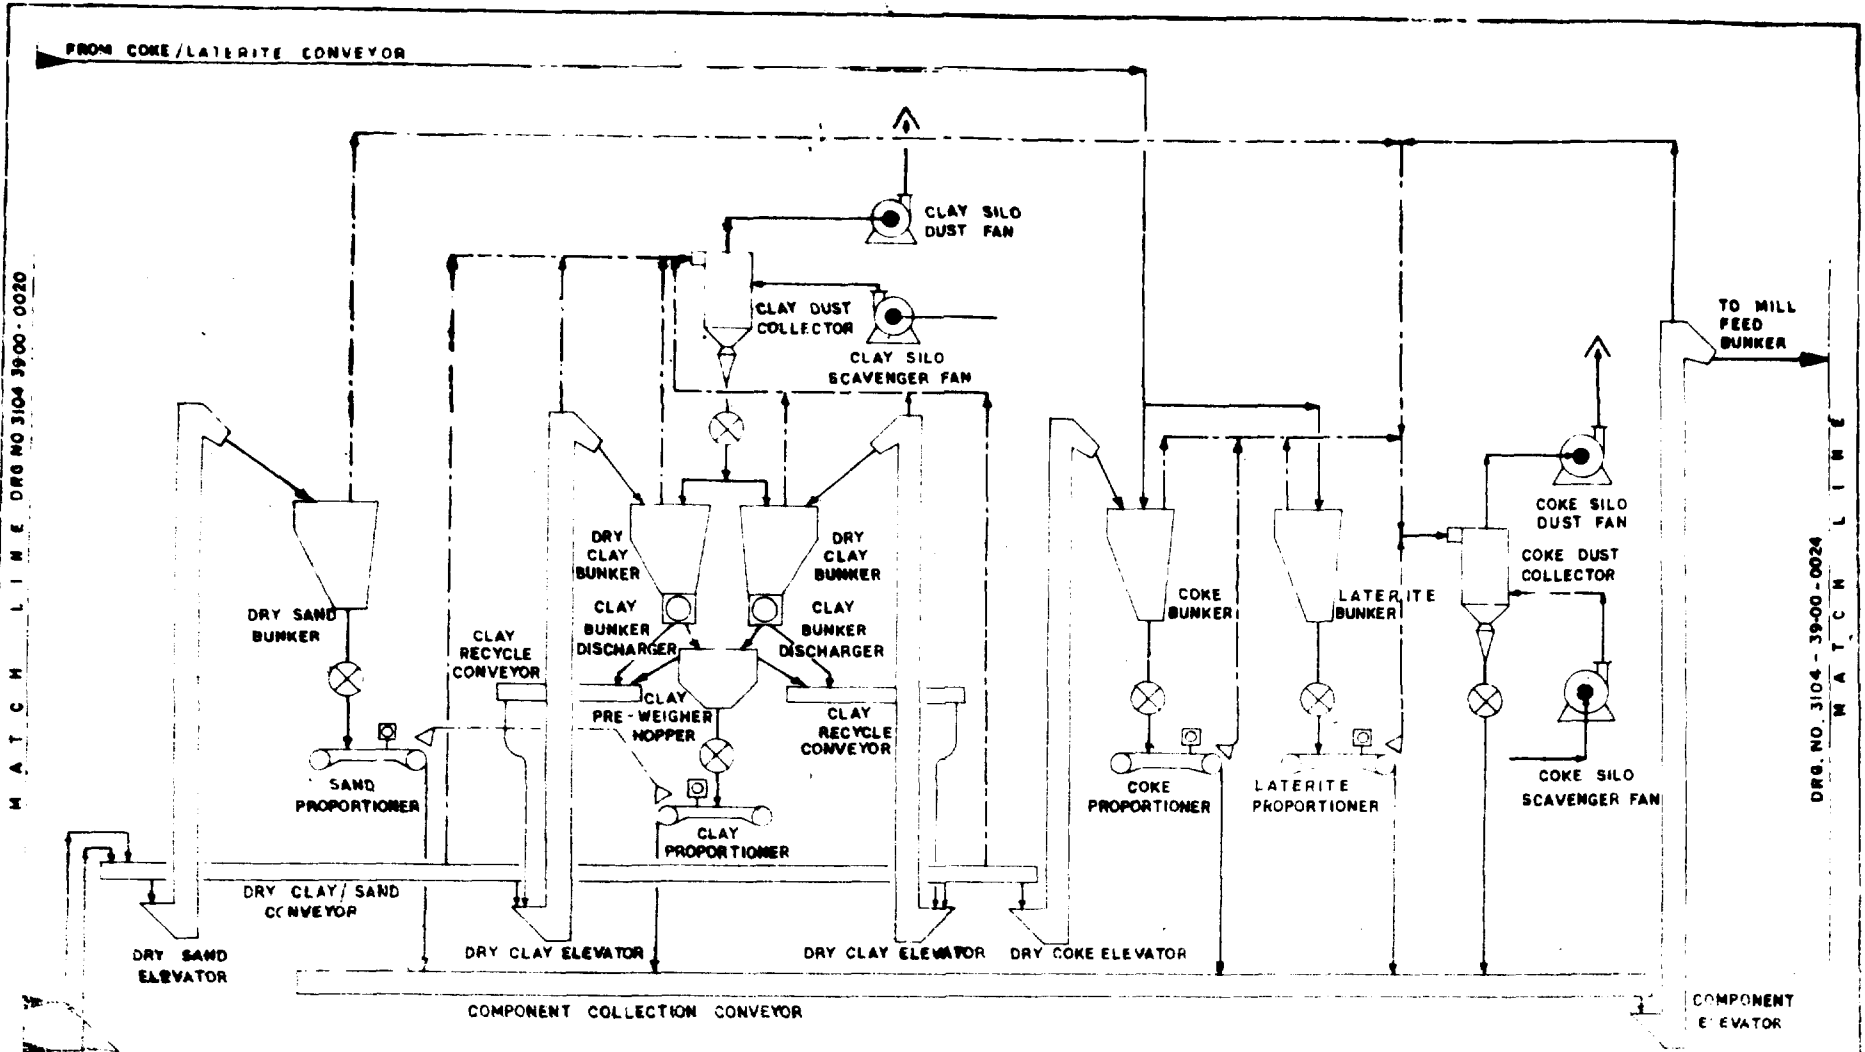 FROM COKE/LATERITE CONVEYOR
CLAY SILO
DUST FAN
CLAY DUST
COLLECTOR
CLAY SILO
SCAVENGER FAN
TO MILL
FEED
BUNKER
MATCH LINE DRG NO 3104 3900-0020
DRY SAND
BUNKER
DRY
CLAY
BUNKER
DRY
CLAY
BUNKER
CLAY
BUNKER
DISCHARGER
CLAY
BUNKER
DISCHARGER
CLAY
RECYCLE
CONVEYOR
CLAY
PRE-WEIGHER
HOPPER
CLAY
RECYCLE
CONVEYOR
COKE
BUNKER
LATERITE
BUNKER
COKE SILO
DUST FAN
COKE DUST
COLLECTOR
COKE SILO
SCAVENGER FAN
SAND
PROPORTIONER
CLAY
PROPORTIONER
COKE
PROPORTIONER
LATERITE
PROPORTIONER
DRY CLAY/SAND
CONVEYOR
DRY SAND
ELEVATOR
DRY CLAY ELEVATOR
DRY CLAY ELEVATOR
DRY COKE ELEVATOR
COMPONENT COLLECTION CONVEYOR
COMPONENT
ELEVATOR
DRG. NO. 3104-39-00-0024
MATCH LINE